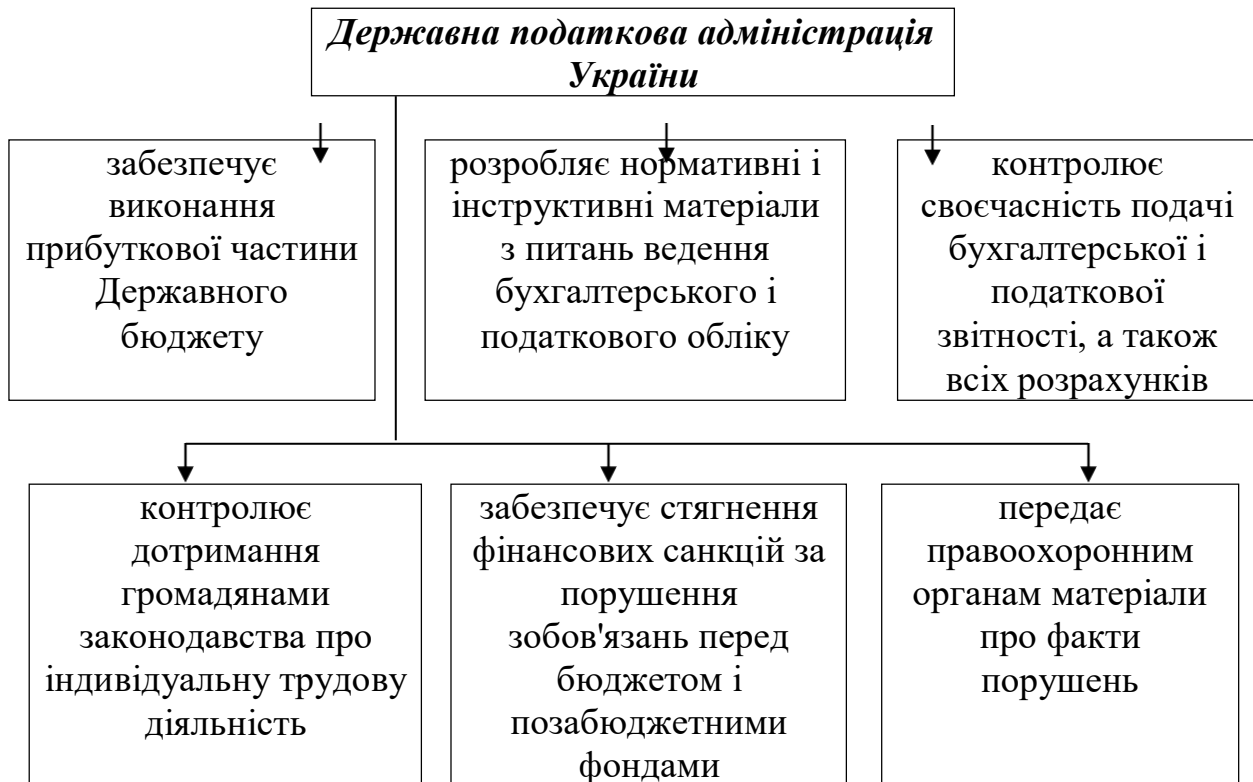 Державна податкова адміністрація
України
забезпечує
виконання
прибуткової частини
Державного
бюджету
розробляє нормативні і
інструктивні матеріали
з питань ведення
бухгалтерського і
податкового обліку
контролює
своєчасність подачі
бухгалтерської і
податкової
звітності, а також
всіх розрахунків
контролює
дотримання
громадянами
законодавства про
індивідуальну трудову
діяльність
забезпечує стягнення
фінансових санкцій за
порушення
зобов'язань перед
бюджетом і
позабюджетними
фондами
передає
правоохоронним
органам матеріали
про факти
порушень